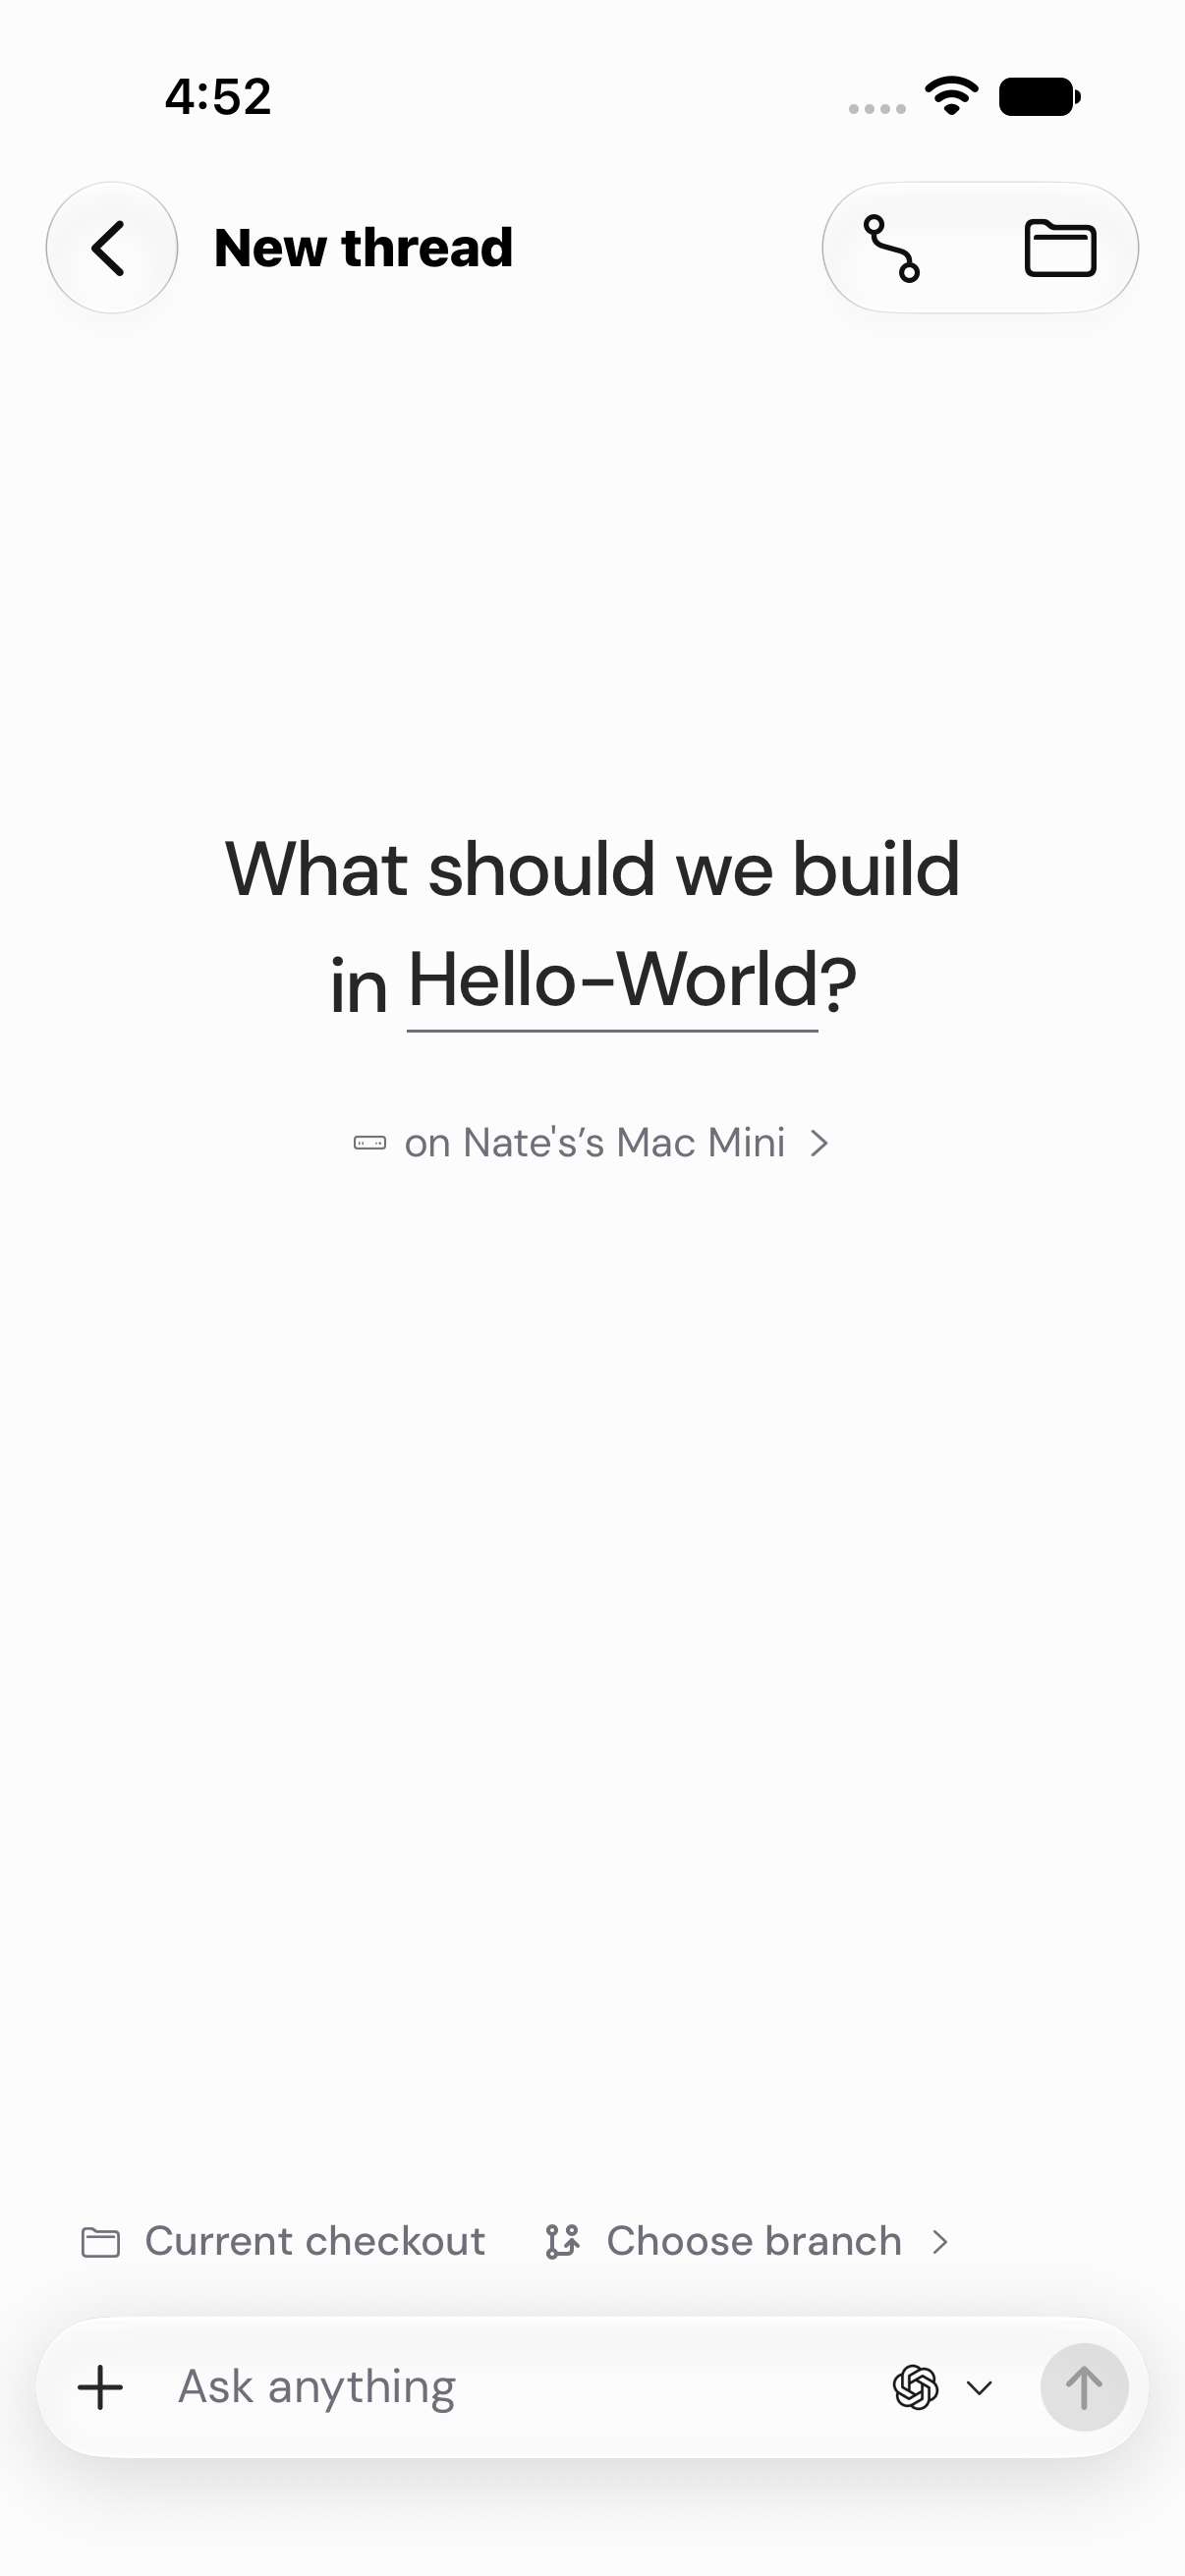 4:52
New thread
What should we build
in Hello-World?
on Nate's’s Mac Mini
Current checkout
Choose branch
Ask anything